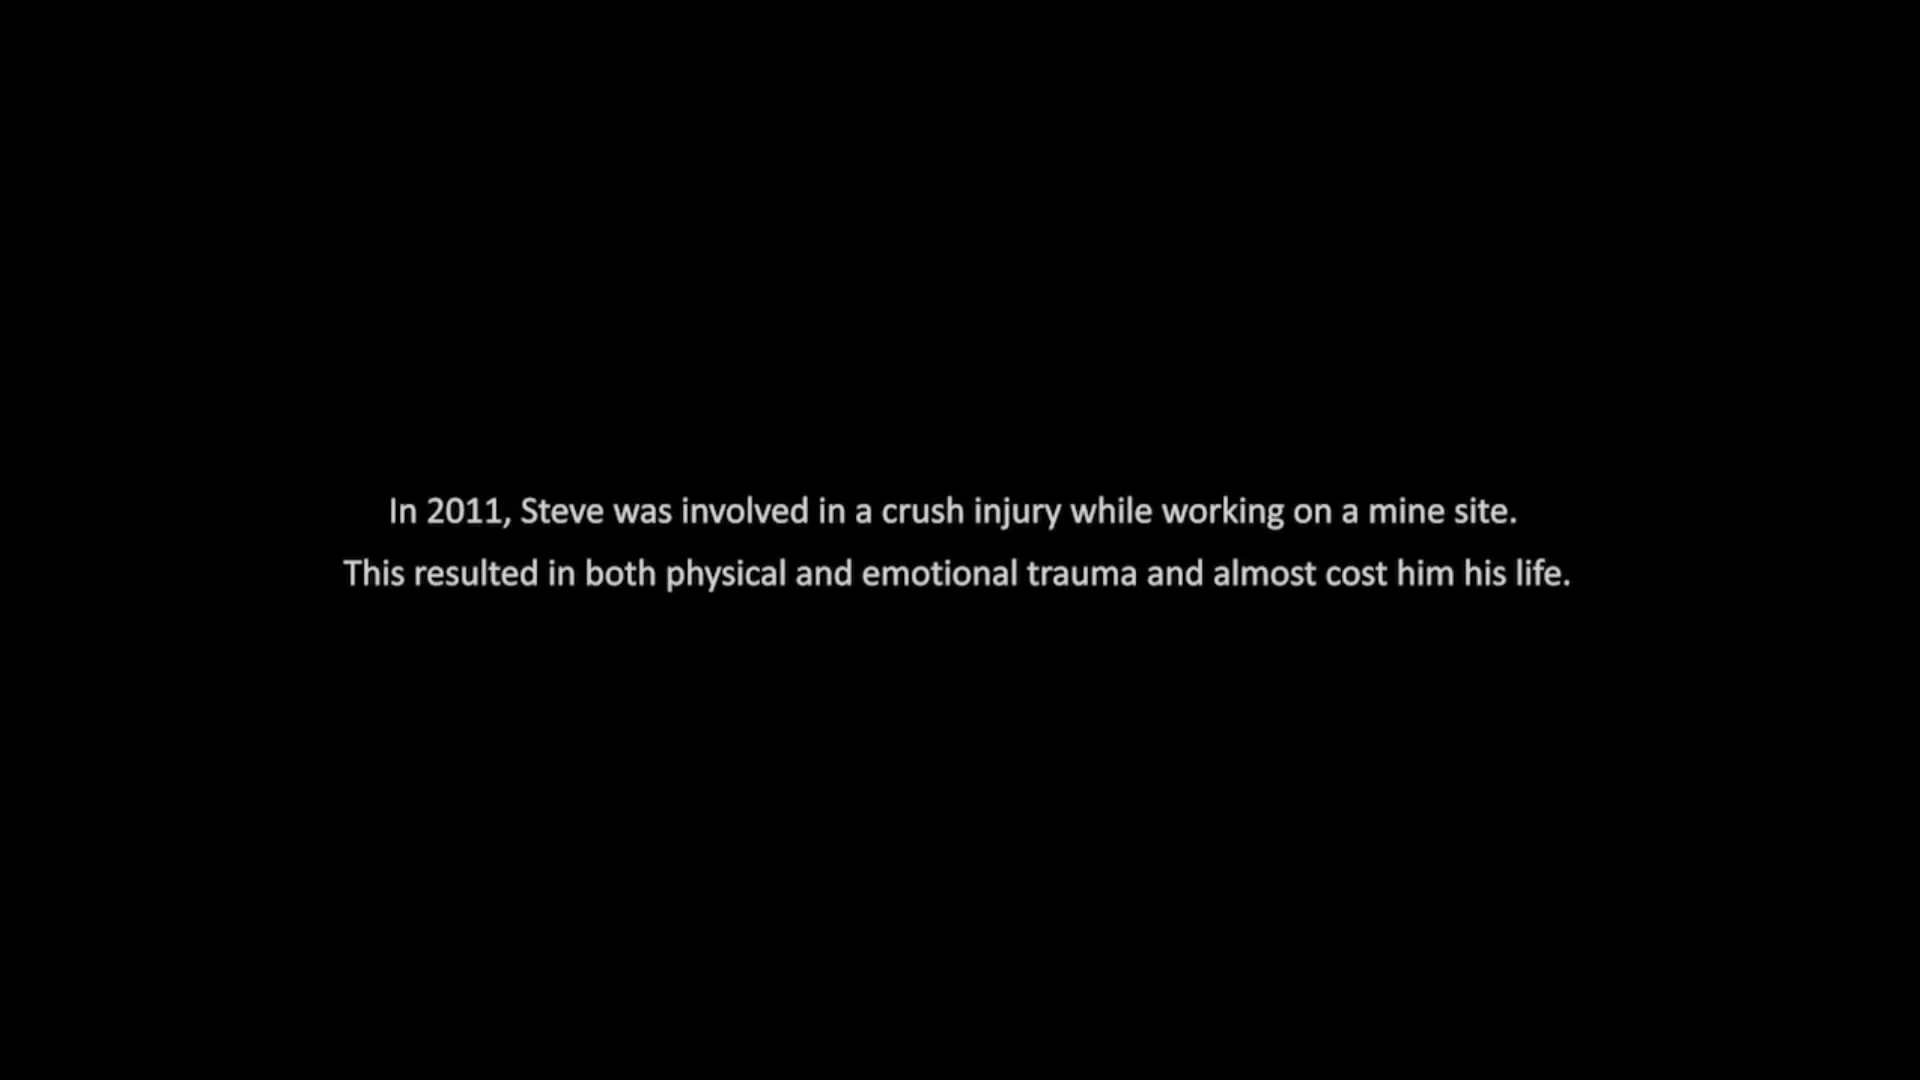 In 2011, Steve was involved in a crush injury while working on a mine site.
This resulted in both physical and emotional trauma and almost cost him his life.